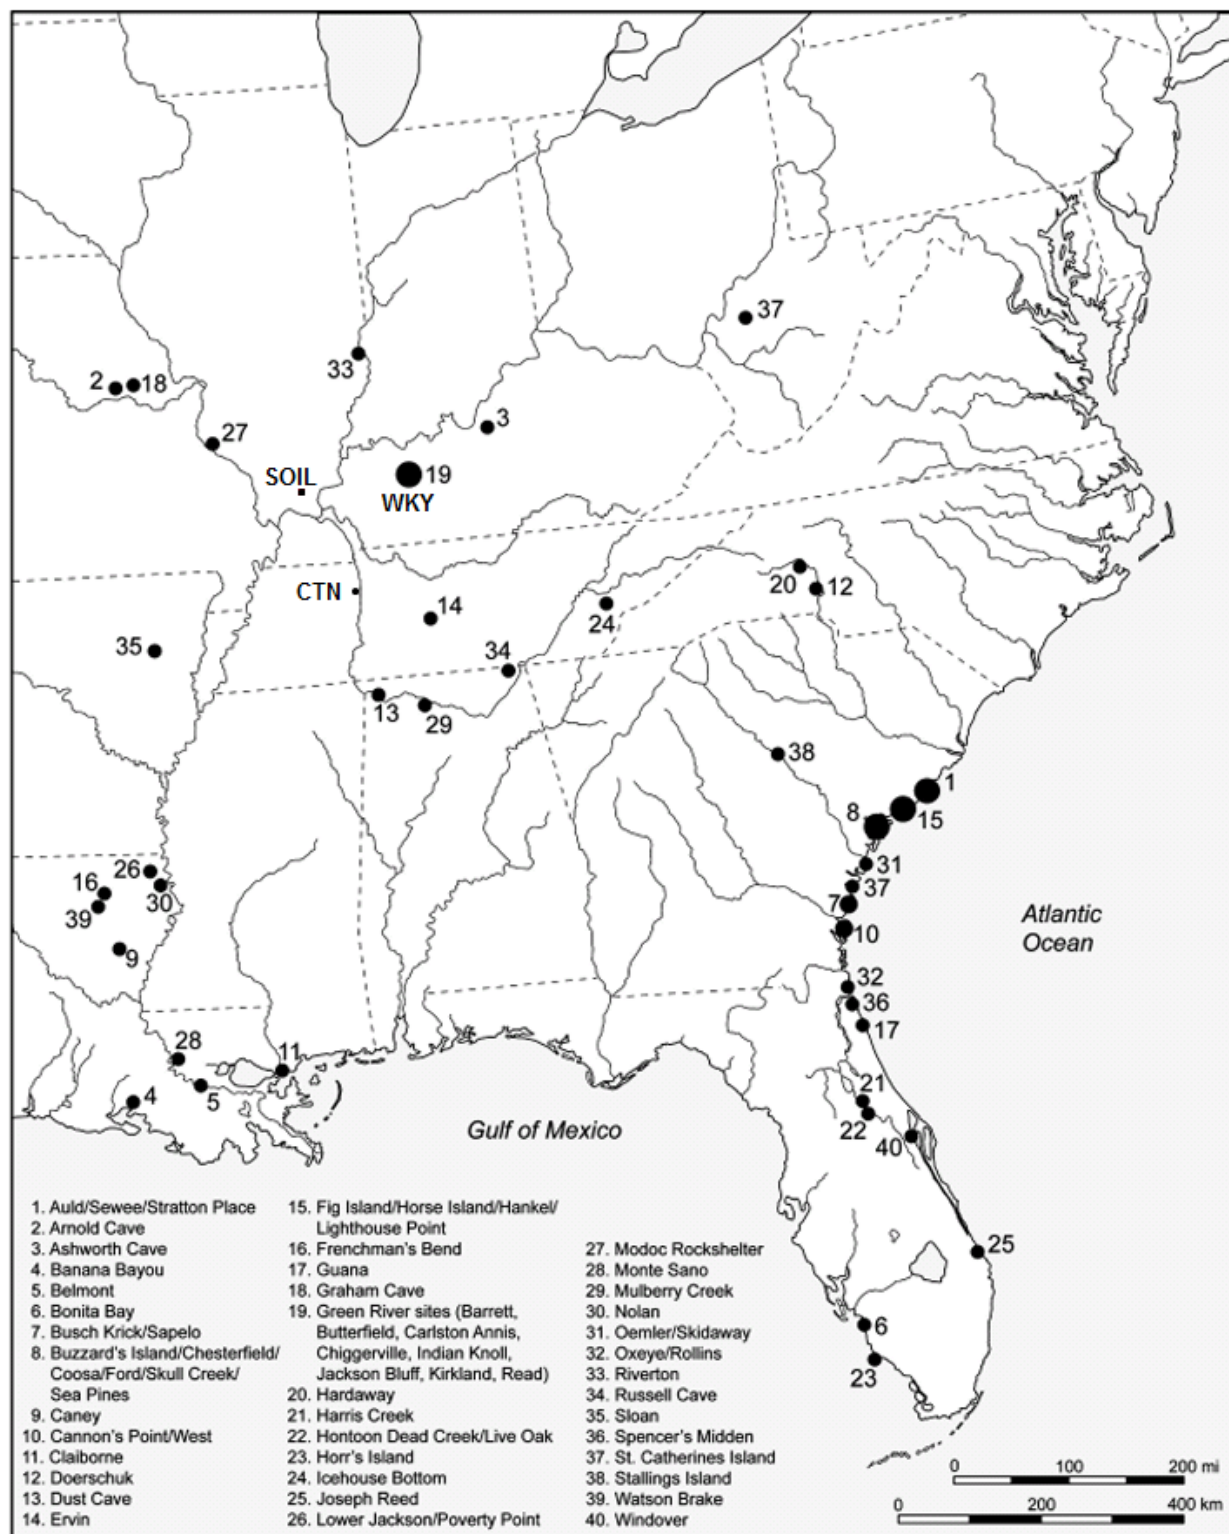 37
33
2
18
27
3
SOIL
19
WKY
20
12
CTN
14
24
35
34
13
29
38
1
8
15
31
26
16
30
37
39
7
10
9
Atlantic
Ocean
32
36
17
28
11
21
4
5
22
40
Gulf of Mexico
25
6
23
1. Auld/Sewee/Stratton Place
2. Arnold Cave
3. Ashworth Cave
4. Banana Bayou
5. Belmont
6. Bonita Bay
7. Busch Krick/Sapelo
8. Buzzard's Island/Chesterfield/
Coosa/Ford/Skull Creek/
Sea Pines
9. Caney
10. Cannon's Point/West
11. Claiborne
12. Doerschuk
13. Dust Cave
14. Ervin
15. Fig Island/Horse Island/Hankel/
Lighthouse Point
16. Frenchman's Bend
17. Guana
18. Graham Cave
19. Green River sites (Barrett,
Butterfield, Carlston Annis,
Chiggerville, Indian Knoll,
Jackson Bluff, Kirkland, Read)
20. Hardaway
21. Harris Creek
22. Hontoon Dead Creek/Live Oak
23. Horr's Island
24. Icehouse Bottom
25. Joseph Reed
26. Lower Jackson/Poverty Point
27. Modoc Rockshelter
28. Monte Sano
29. Mulberry Creek
30. Nolan
31. Oemler/Skidaway
32. Oxeye/Rollins
33. Riverton
34. Russell Cave
35. Sloan
36. Spencer's Midden
37. St. Catherines Island
38. Stallings Island
39. Watson Brake
40. Windover
0 100 200 mi
0 200 400 km